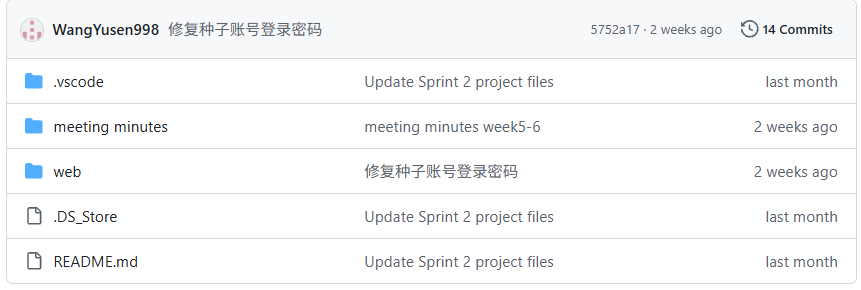 WangYusen998 修复种子账号登录密码 5752a17 · 2 weeks ago 14 Commits
.vscode Update Sprint 2 project files last month
meeting minutes meeting minutes week5-6 2 weeks ago
web 修复种子账号登录密码 2 weeks ago
.DS_Store Update Sprint 2 project files last month
README.md Update Sprint 2 project files last month